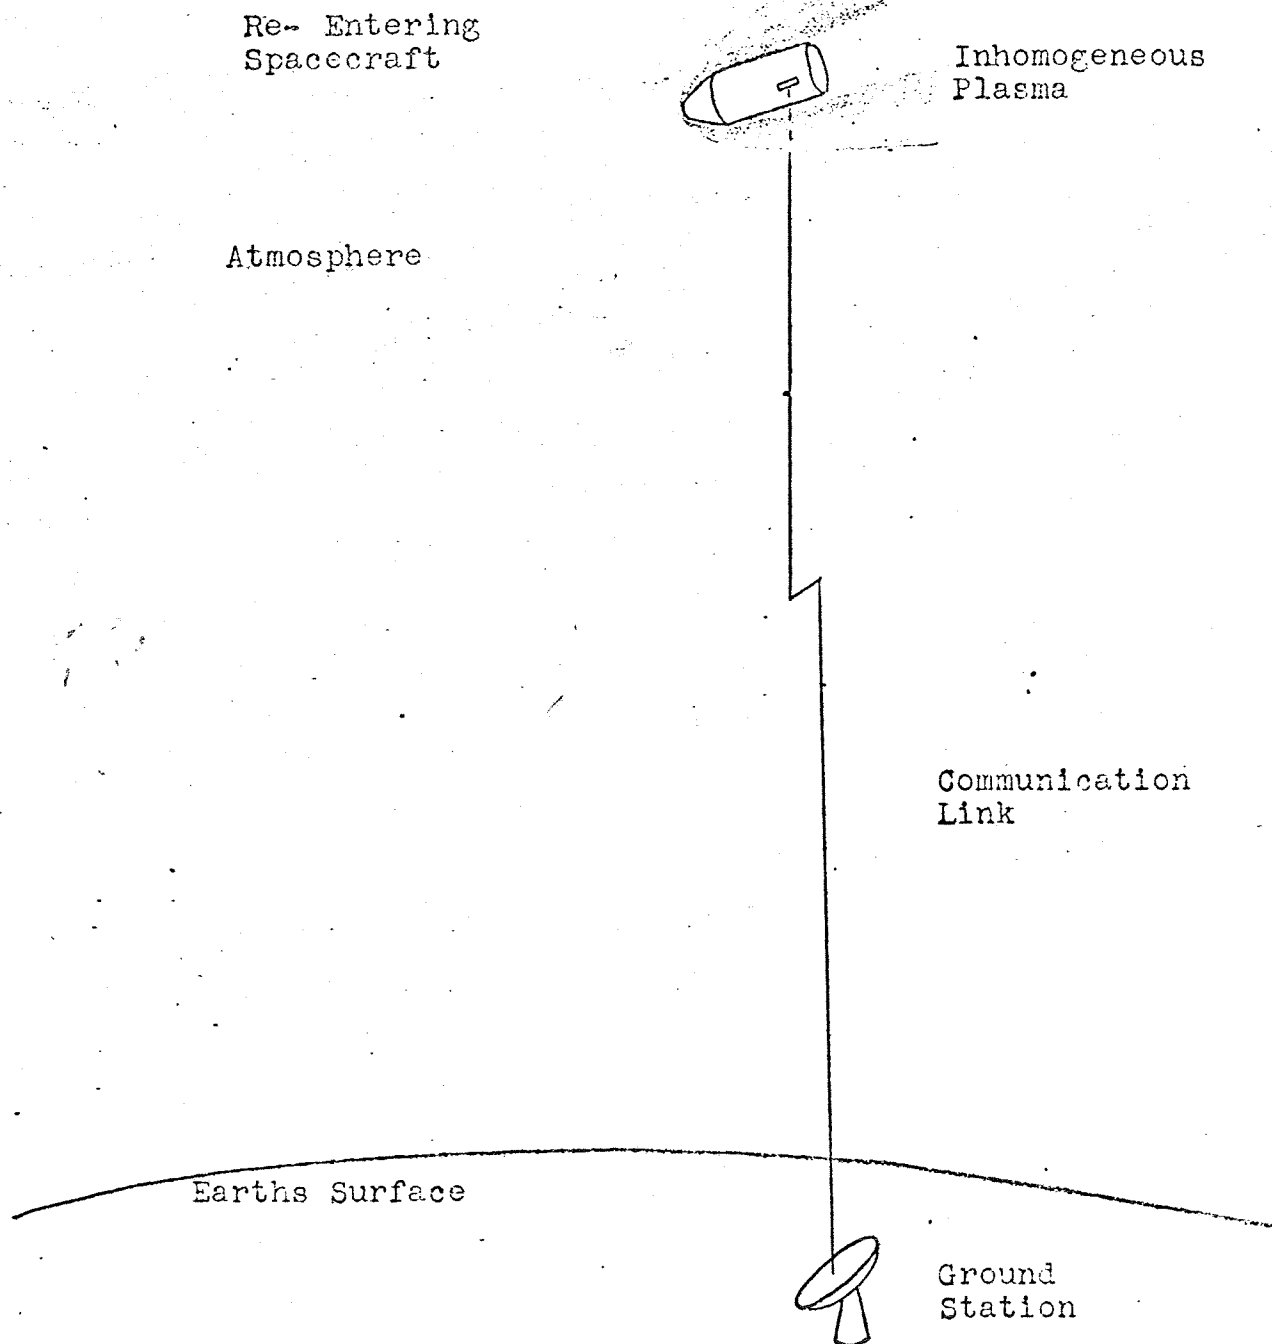 Re- Entering
Spacecraft
Inhomogeneous
Plasma
Atmosphere
Communication
Link
Earths Surface
Ground
Station